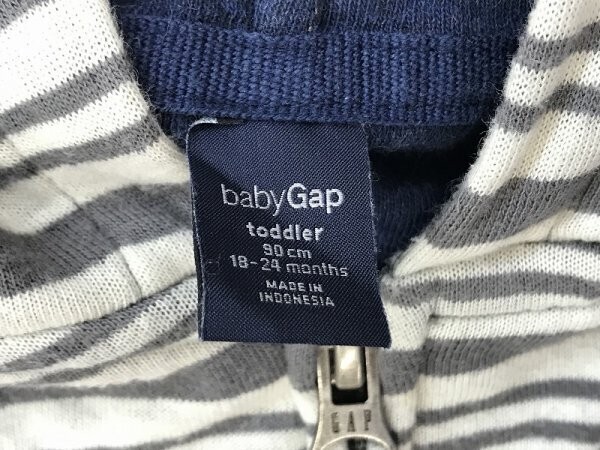 babyGap
toddler
90 cm
18-24 months
MADE IN
INDONESIA
GAP